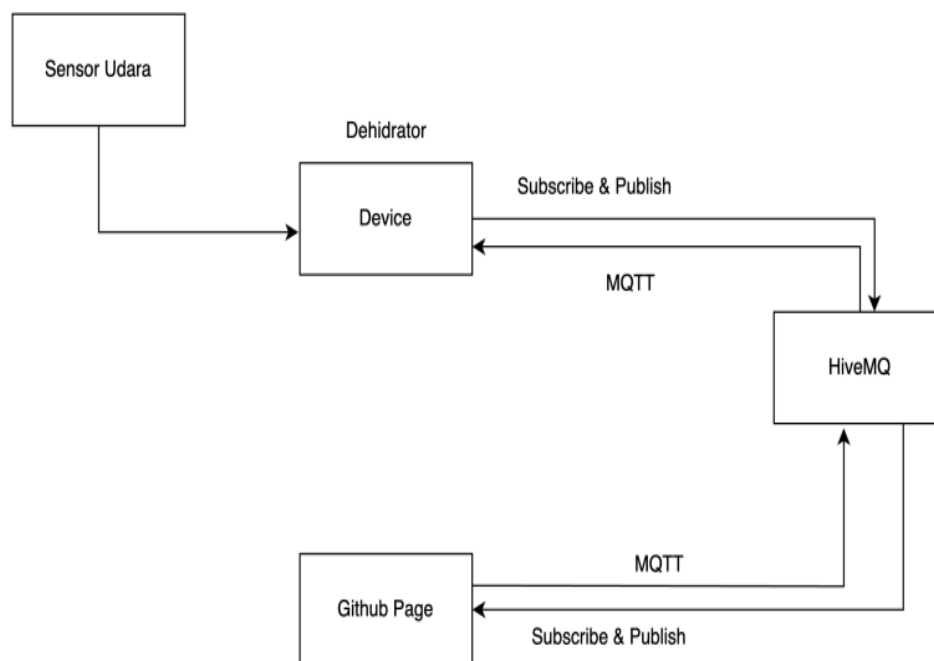 Sensor Udara
Dehidrator
Device
Subscribe & Publish
MQTT
HiveMQ
MQTT
Github Page
Subscribe & Publish